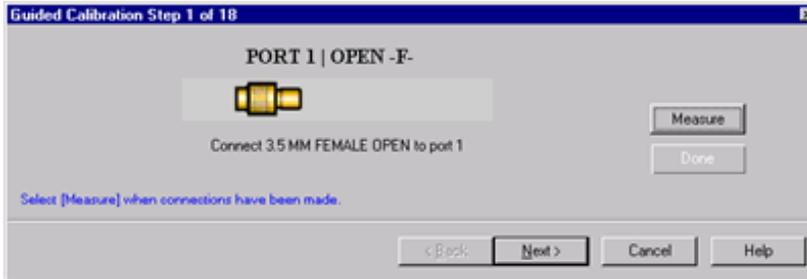 Guided Calibration Step 1 of 18
PORT 1 | OPEN -F-
Connect 3.5 MM FEMALE OPEN to port 1
Measure
Done
Select [Measure] when connections have been made.
< Back
Next >
Cancel
Help